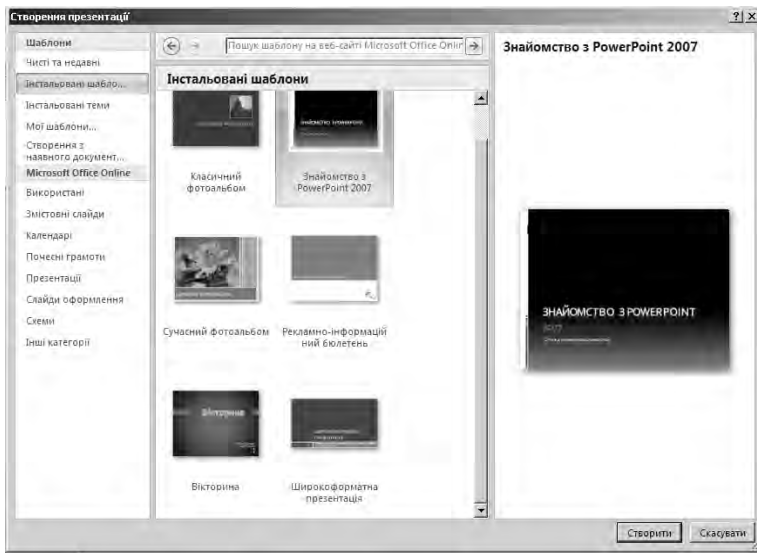 Створення презентації
Шаблони
Чисті та недавні
Інстальовані шабло...
Інстальовані теми
Мої шаблони...
Створення з
наявного документ...
Microsoft Office Online
Використані
Змістовні слайди
Календарі
Почесні грамоти
Презентації
Слайди оформлення
Схеми
Інші категорії
Пошук шаблону на веб-сайті Microsoft Office Onlin
Інстальовані шаблони
ЗНАЙОМСТВО З POWERPOINT
Класичний
фотоальбом
Знайомство з
PowerPoint 2007
Сучасний фотоальбом
Рекламно-інформацій
ний бюлетень
Вікторина
Вікторина
Широкоформатна
презентація
Знайомство з PowerPoint 2007
ЗНАЙОМСТВО З POWERPOINT
2007
Створити
Скасувати